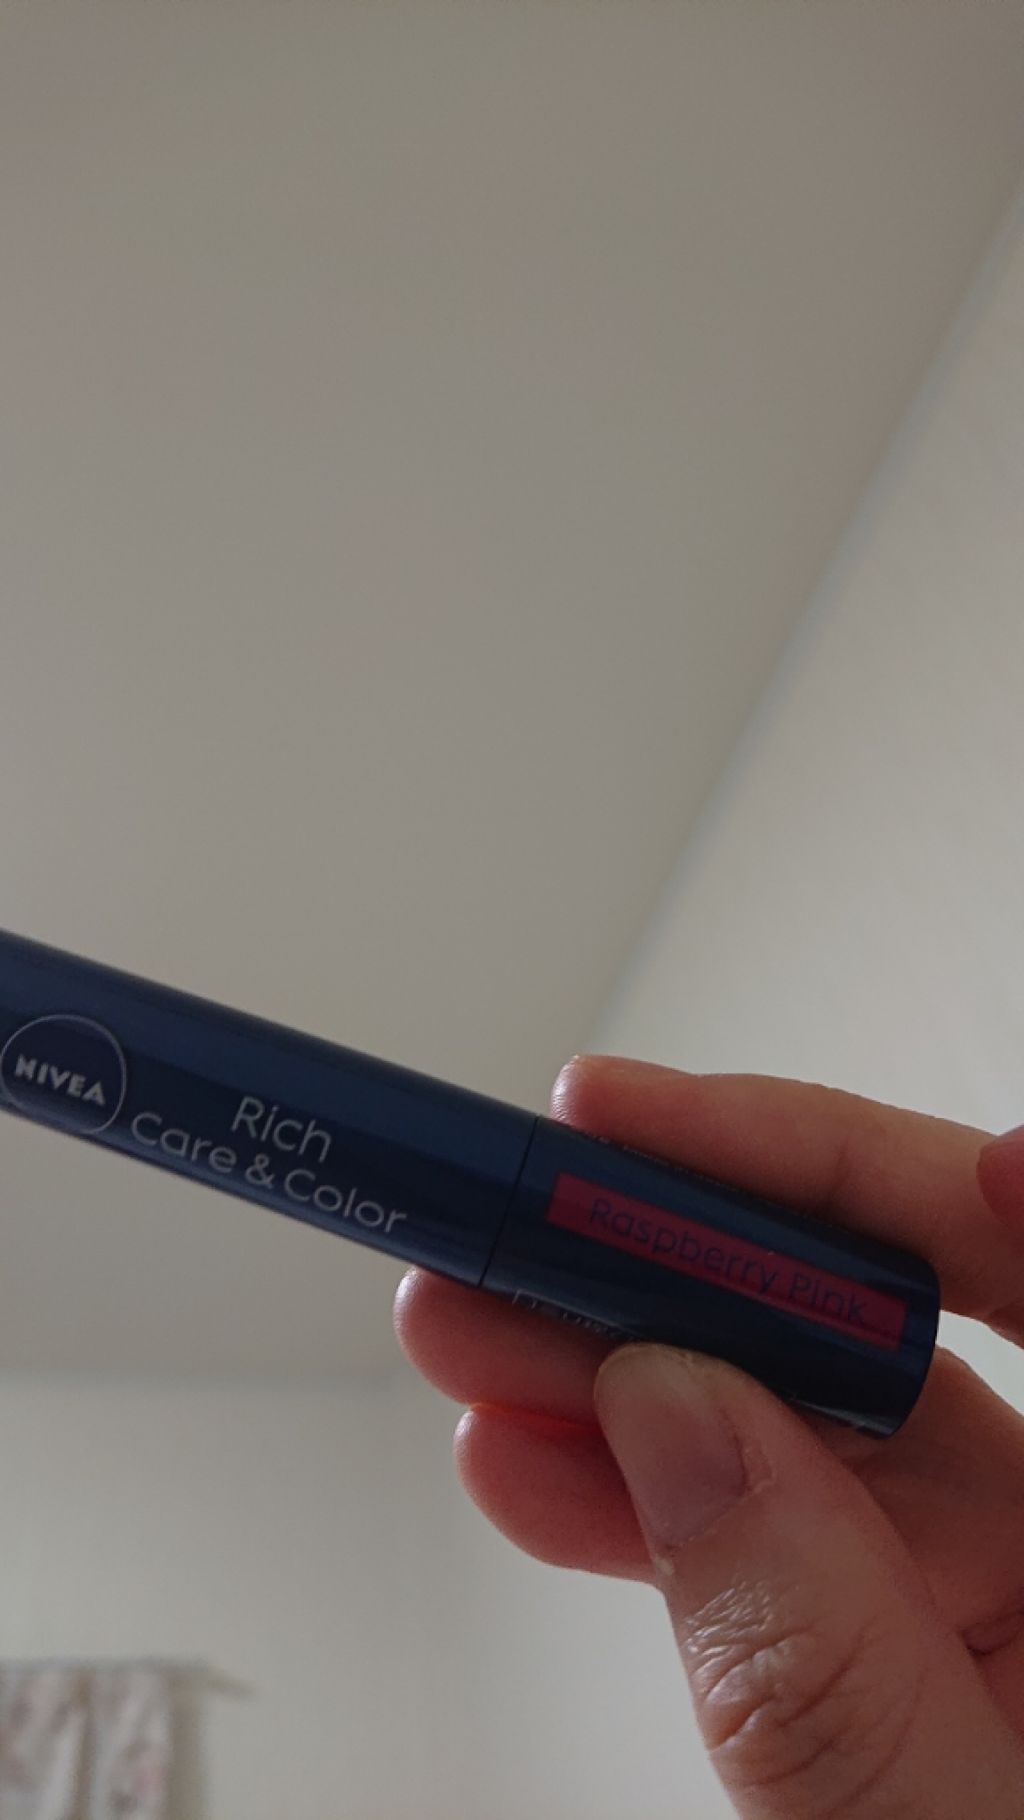 NIVEA
Rich
Care & Color
Raspberry Pink